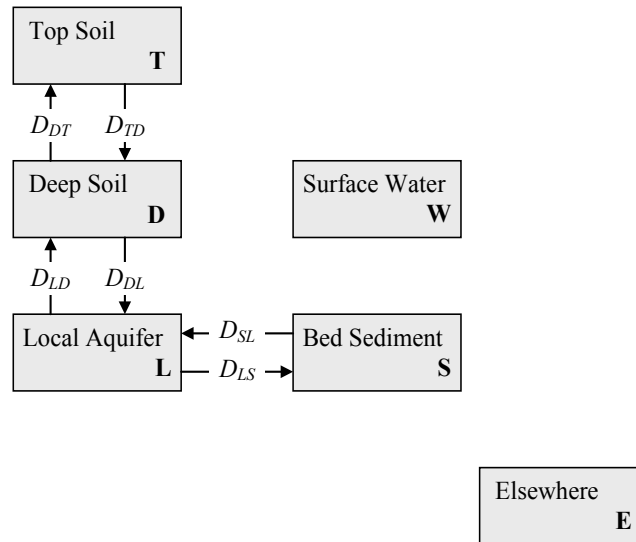 Top Soil
T
D_DT
D_TD
Deep Soil
D
Surface Water
W
D_LD
D_DL
Local Aquifer
L
D_SL
D_LS
Bed Sediment
S
Elsewhere
E